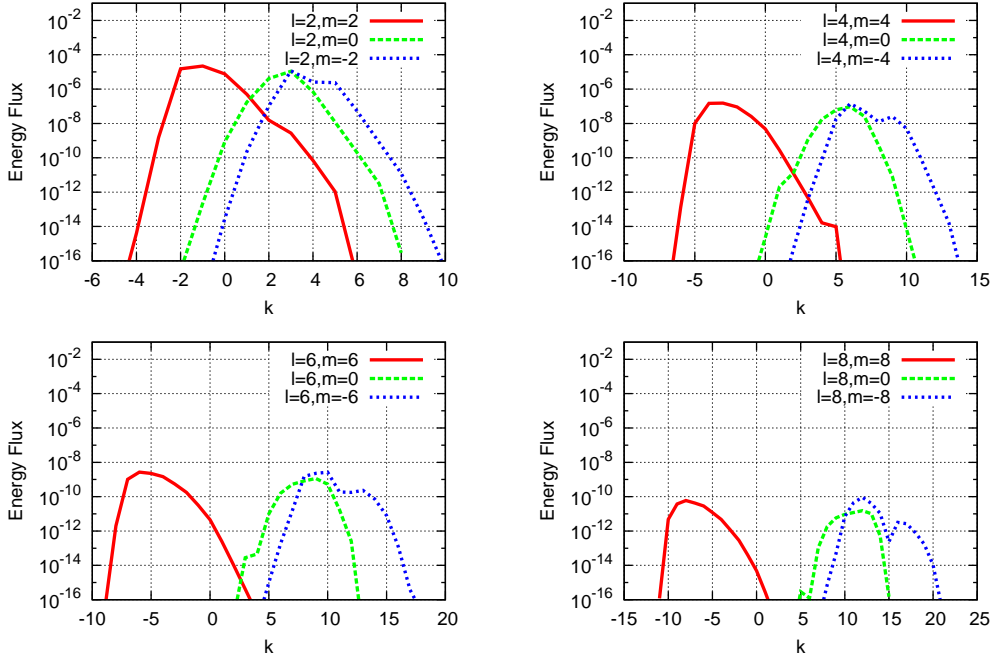 10^-2
10^-4
10^-6
10^-8
10^-10
10^-12
10^-14
10^-16
Energy Flux
-6 -4 -2 0 2 4 6 8 10
k
l=2,m=2
l=2,m=0
l=2,m=-2
10^-2
10^-4
10^-6
10^-8
10^-10
10^-12
10^-14
10^-16
Energy Flux
-10 -5 0 5 10 15
k
l=4,m=4
l=4,m=0
l=4,m=-4
10^-2
10^-4
10^-6
10^-8
10^-10
10^-12
10^-14
10^-16
Energy Flux
-10 -5 0 5 10 15 20
k
l=6,m=6
l=6,m=0
l=6,m=-6
10^-2
10^-4
10^-6
10^-8
10^-10
10^-12
10^-14
10^-16
Energy Flux
-15 -10 -5 0 5 10 15 20 25
k
l=8,m=8
l=8,m=0
l=8,m=-8